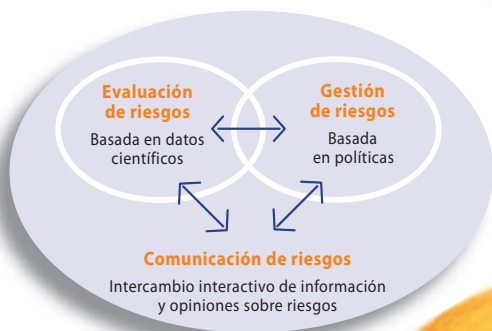 Evaluación
de riesgos
Basada en datos
científicos
Gestión
de riesgos
Basada
en políticas
Comunicación de riesgos
Intercambio interactivo de información
y opiniones sobre riesgos